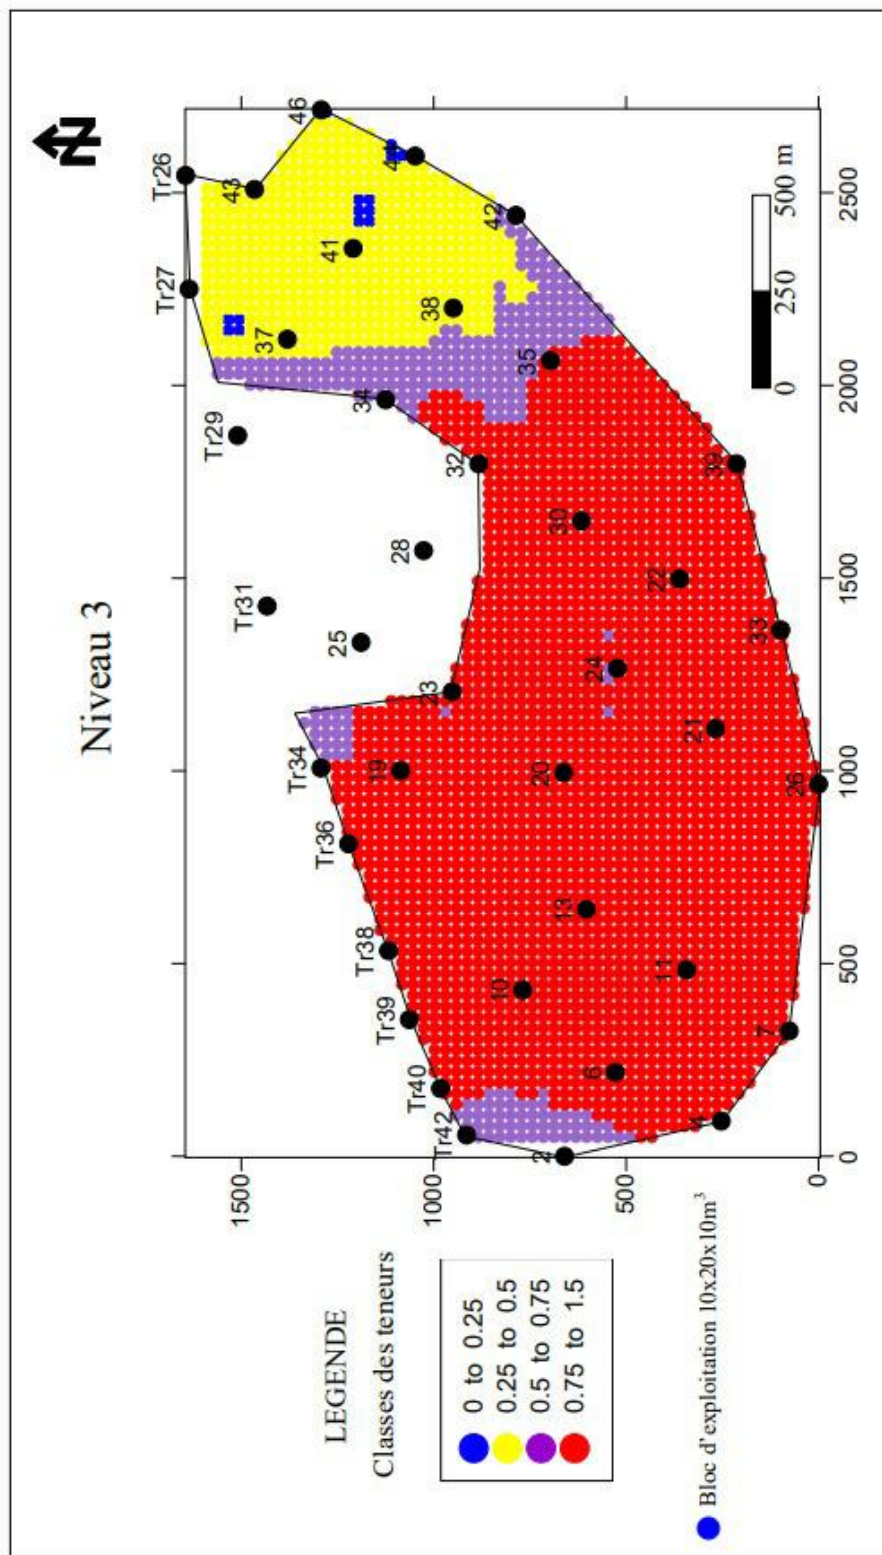 Niveau 3
N
Tr26
Tr27
46
43
44
41
37
38
42
Tr29
34
35
32
Tr31
28
30
25
39
22
24
23
33
Tr34
19
20
21
26
Tr36
13
Tr38
10
11
Tr39
7
Tr40
6
Tr42
4
2
0 250 500 m
0 500 1000 1500 2000 2500
0 500 1000 1500
LEGENDE
Classes des teneurs
0 to 0.25
0.25 to 0.5
0.5 to 0.75
0.75 to 1.5
Bloc d'exploitation 10x20x10m³